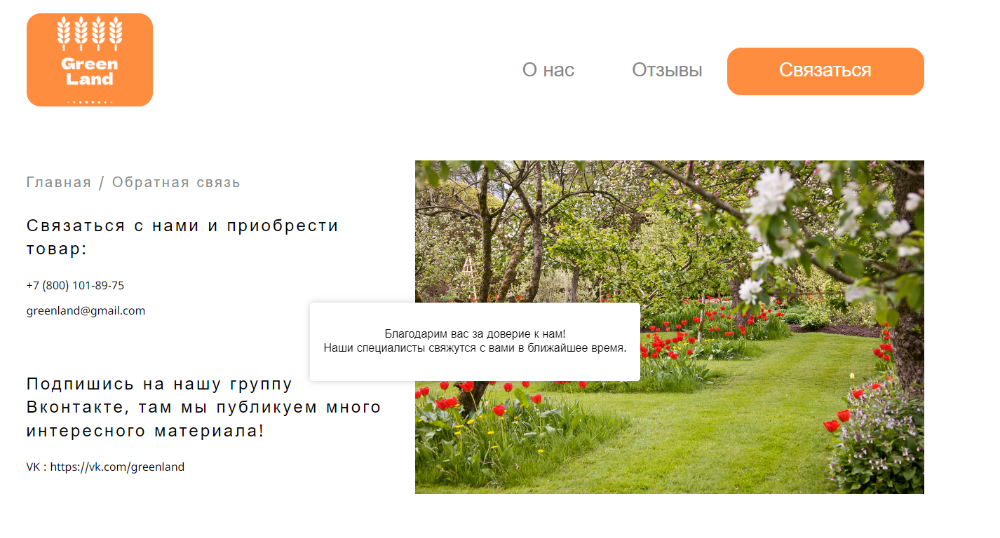 Green
Land
О нас
Отзывы
Связаться
Главная / Обратная связь
Связаться с нами и приобрести
товар:
+7 (800) 101-89-75
greenland@gmail.com
Благодарим вас за доверие к нам!
Наши специалисты свяжутся с вами в ближайшее время.
Подпишись на нашу группу
Вконтакте, там мы публикуем много
интересного материала!
VK : https://vk.com/greenland